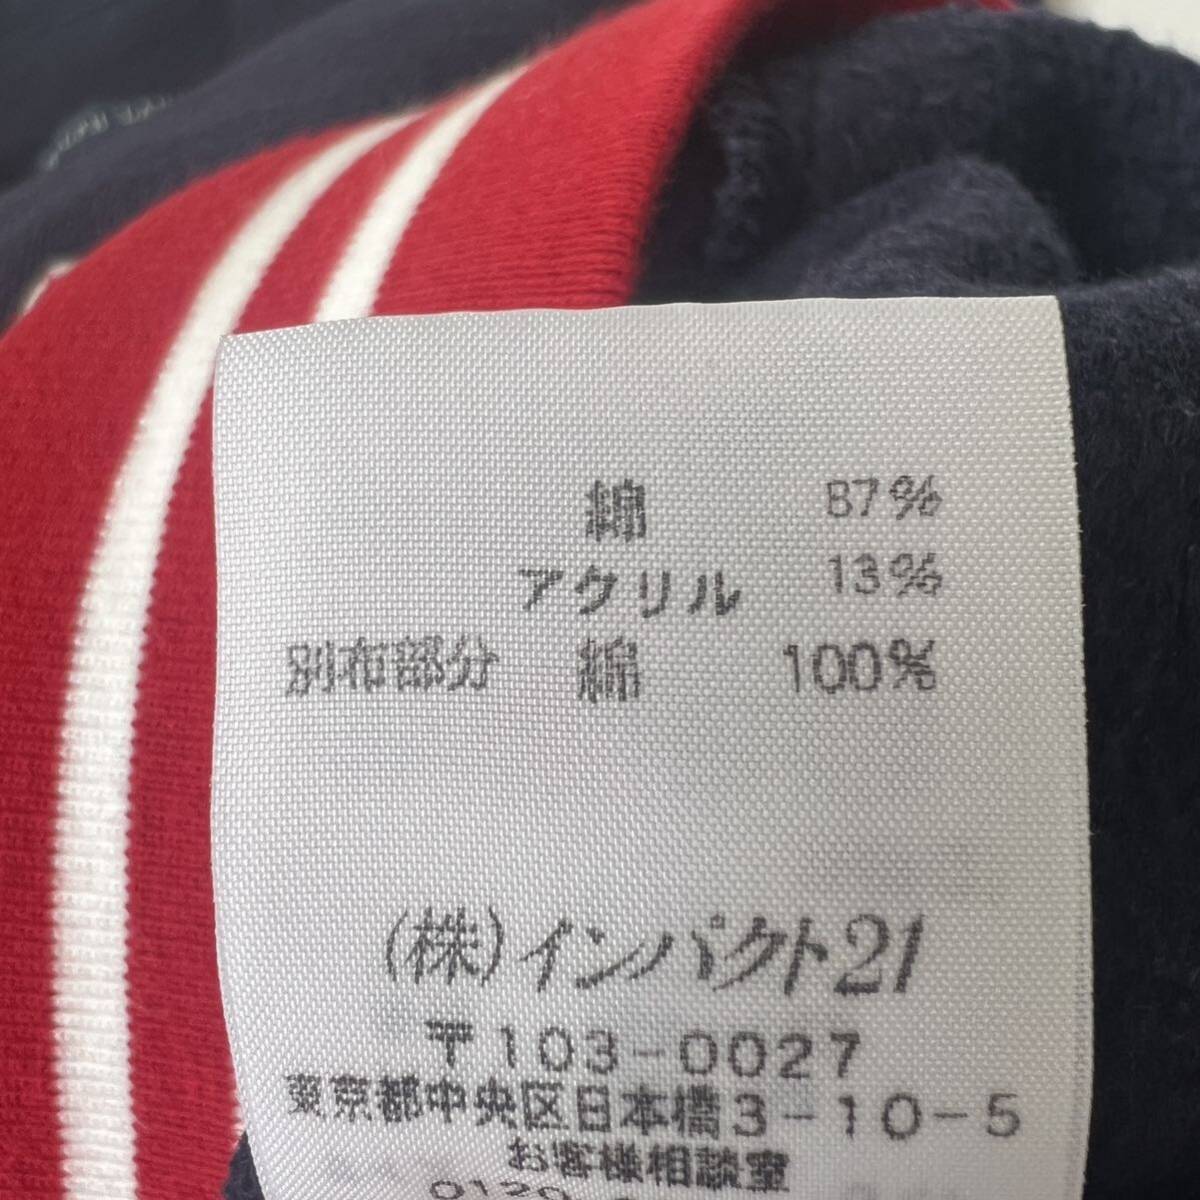 綿 87%
アクリル 13%
別布部分 綿 100%
(株)インパクト21
〒103-0027
東京都中央区日本橋3-10-5
お客様相談室
0120